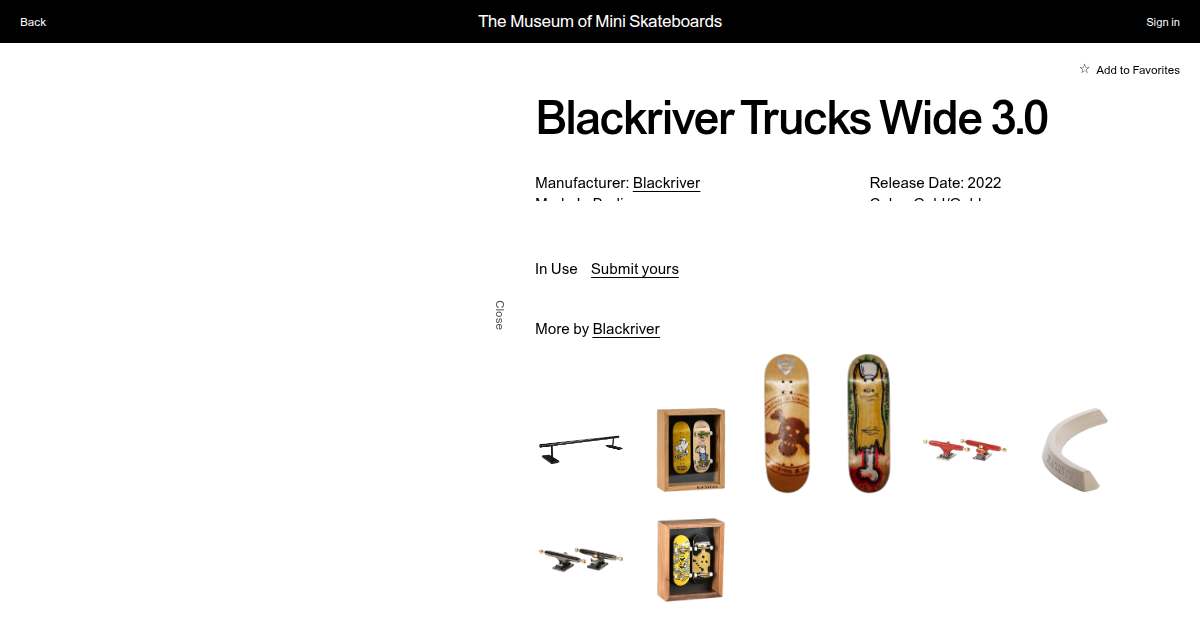 Back
The Museum of Mini Skateboards
Sign in
☆ Add to Favorites
Blackriver Trucks Wide 3.0
Manufacturer: Blackriver
Release Date: 2022
In Use
Submit yours
Close
More by Blackriver